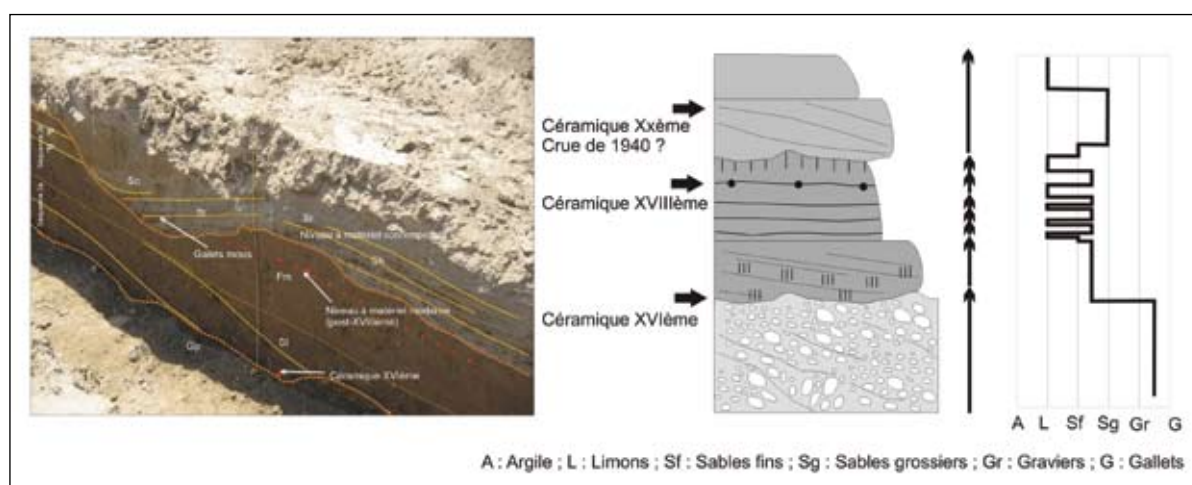 Sc
Galets mous
Niveau à matériel contemporain
Sh
Fm
Niveau à matériel moderne
(post-XVIIème)
Sl
Gp
Céramique XVIème
Céramique Xxème
Crue de 1940 ?
Céramique XVIIIème
Céramique XVIème
A L Sf Sg Gr G
A : Argile ; L : Limons ; Sf : Sables fins ; Sg : Sables grossiers ; Gr : Graviers ; G : Gallets